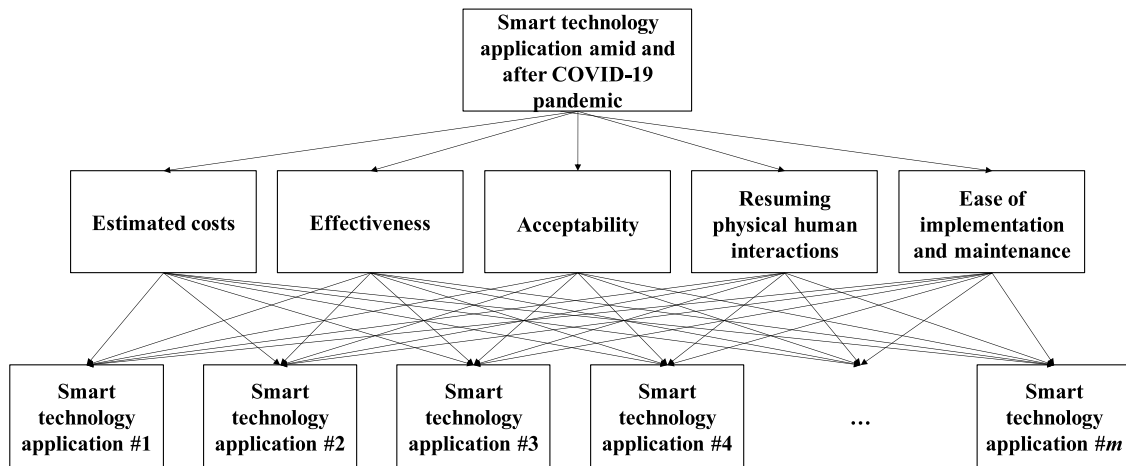 Smart technology
application amid and
after COVID-19
pandemic
Estimated costs
Effectiveness
Acceptability
Resuming
physical human
interactions
Ease of
implementation
and maintenance
Smart
technology
application #1
Smart
technology
application #2
Smart
technology
application #3
Smart
technology
application #4
...
Smart
technology
application #m